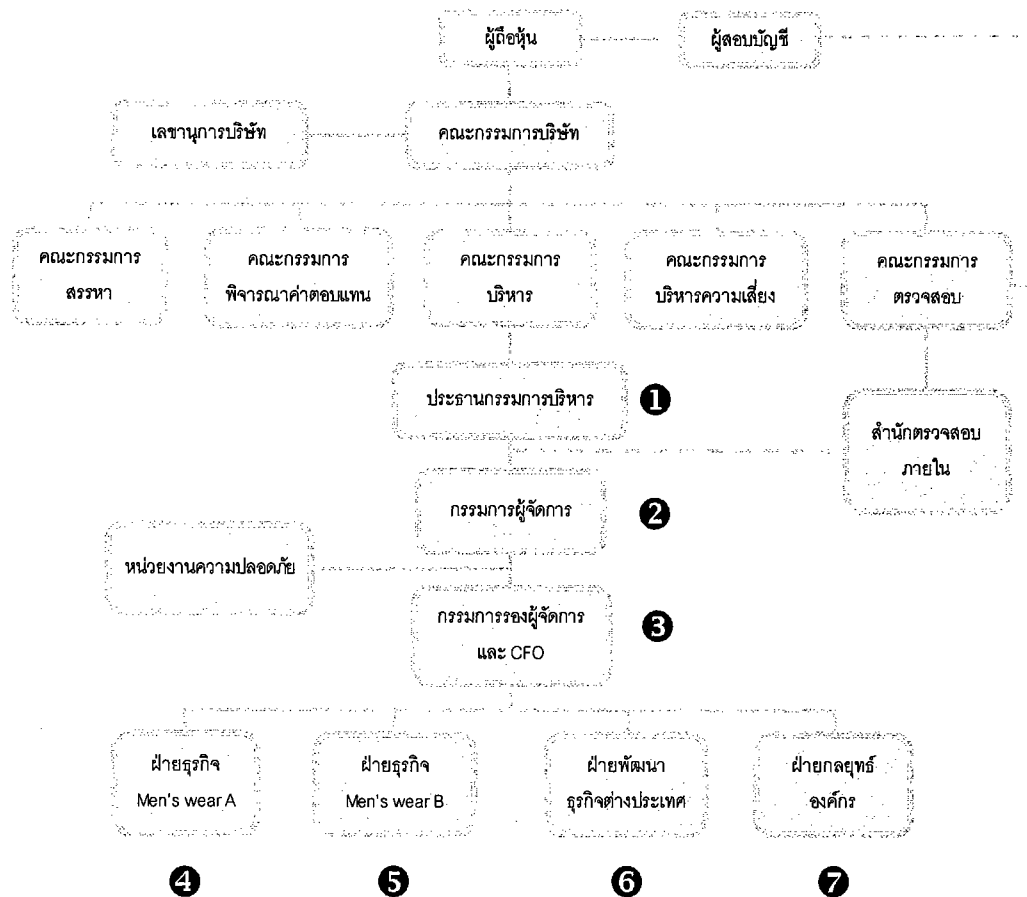 ผู้ถือหุ้น
ผู้สอบบัญชี
เลขานุการบริษัท
คณะกรรมการบริษัท
คณะกรรมการ
สรรหา
คณะกรรมการ
พิจารณาค่าตอบแทน
คณะกรรมการ
บริหาร
คณะกรรมการ
บริหารความเสี่ยง
คณะกรรมการ
ตรวจสอบ
ประธานกรรมการบริหาร
❶
สำนักตรวจสอบ
ภายใน
กรรมการผู้จัดการ
❷
หน่วยงานความปลอดภัย
กรรมการรองผู้จัดการ
และ CFO
❸
ฝ่ายธุรกิจ
Men's wear A
ฝ่ายธุรกิจ
Men's wear B
ฝ่ายพัฒนา
ธุรกิจต่างประเทศ
ฝ่ายกลยุทธ์
องค์กร
❹
❺
❻
❼